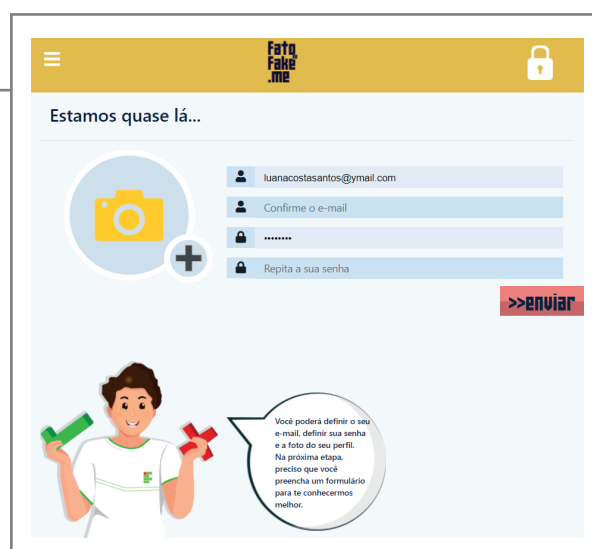 Fato
Fake
.ME
Estamos quase lá...
luanacostasantos@ymail.com
Confirme o e-mail
••••••••
Repita a sua senha
>>enviar
Você poderá definir o seu
e-mail, definir sua senha
e a foto do seu perfil.
Na próxima etapa,
preciso que você
preencha um formulário
para te conhecermos
melhor.